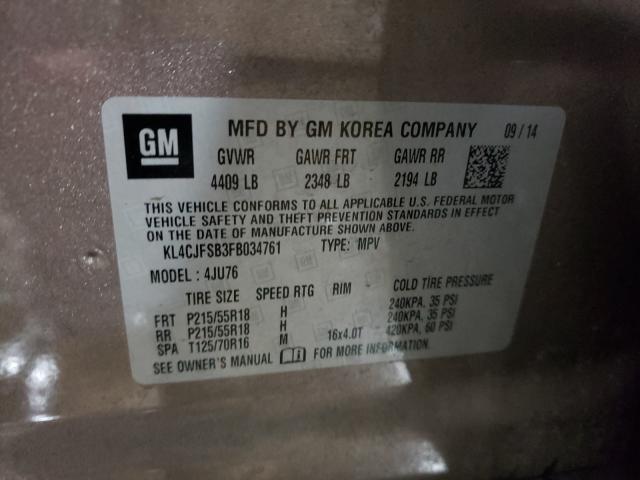 GM MFD BY GM KOREA COMPANY 09/14
GVWR GAWR FRT GAWR RR
4409 LB 2348 LB 2194 LB
THIS VEHICLE CONFORMS TO ALL APPLICABLE U.S. FEDERAL MOTOR
VEHICLE SAFETY AND THEFT PREVENTION STANDARDS IN EFFECT
ON THE DATE OF MANUFACTURE SHOWN ABOVE.
KL4CJFSB3FB034761 TYPE: MPV
MODEL: 4JU76
TIRE SIZE SPEED RTG RIM COLD TIRE PRESSURE
FRT P215/55R18 H 240KPA, 35 PSI
RR P215/55R18 H 240KPA, 35 PSI
SPA T125/70R16 M 16x4.0T 420KPA, 60 PSI
SEE OWNER'S MANUAL FOR MORE INFORMATION.